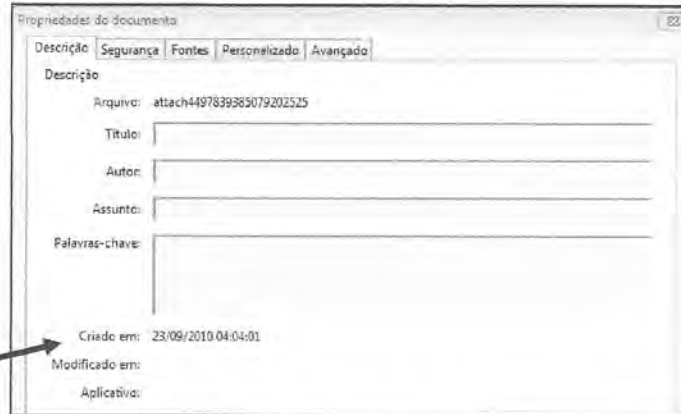 Propriedades do documento
Descrição Segurança Fontes Personalizado Avançado
Descrição
Arquivo: attach4497839385079202525
Título:
Autor:
Assunto:
Palavras-chave:
Criado em: 23/09/2010 04:04:01
Modificado em:
Aplicativo: